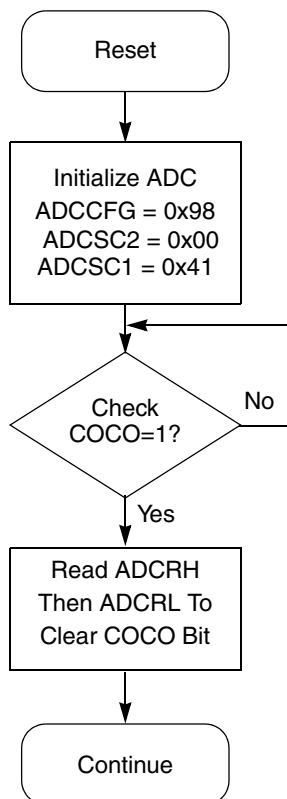 Reset
Initialize ADC
ADCCFG = 0x98
ADCSC2 = 0x00
ADCSC1 = 0x41
Check
COCO=1?
No
Yes
Read ADCRH
Then ADCRL To
Clear COCO Bit
Continue